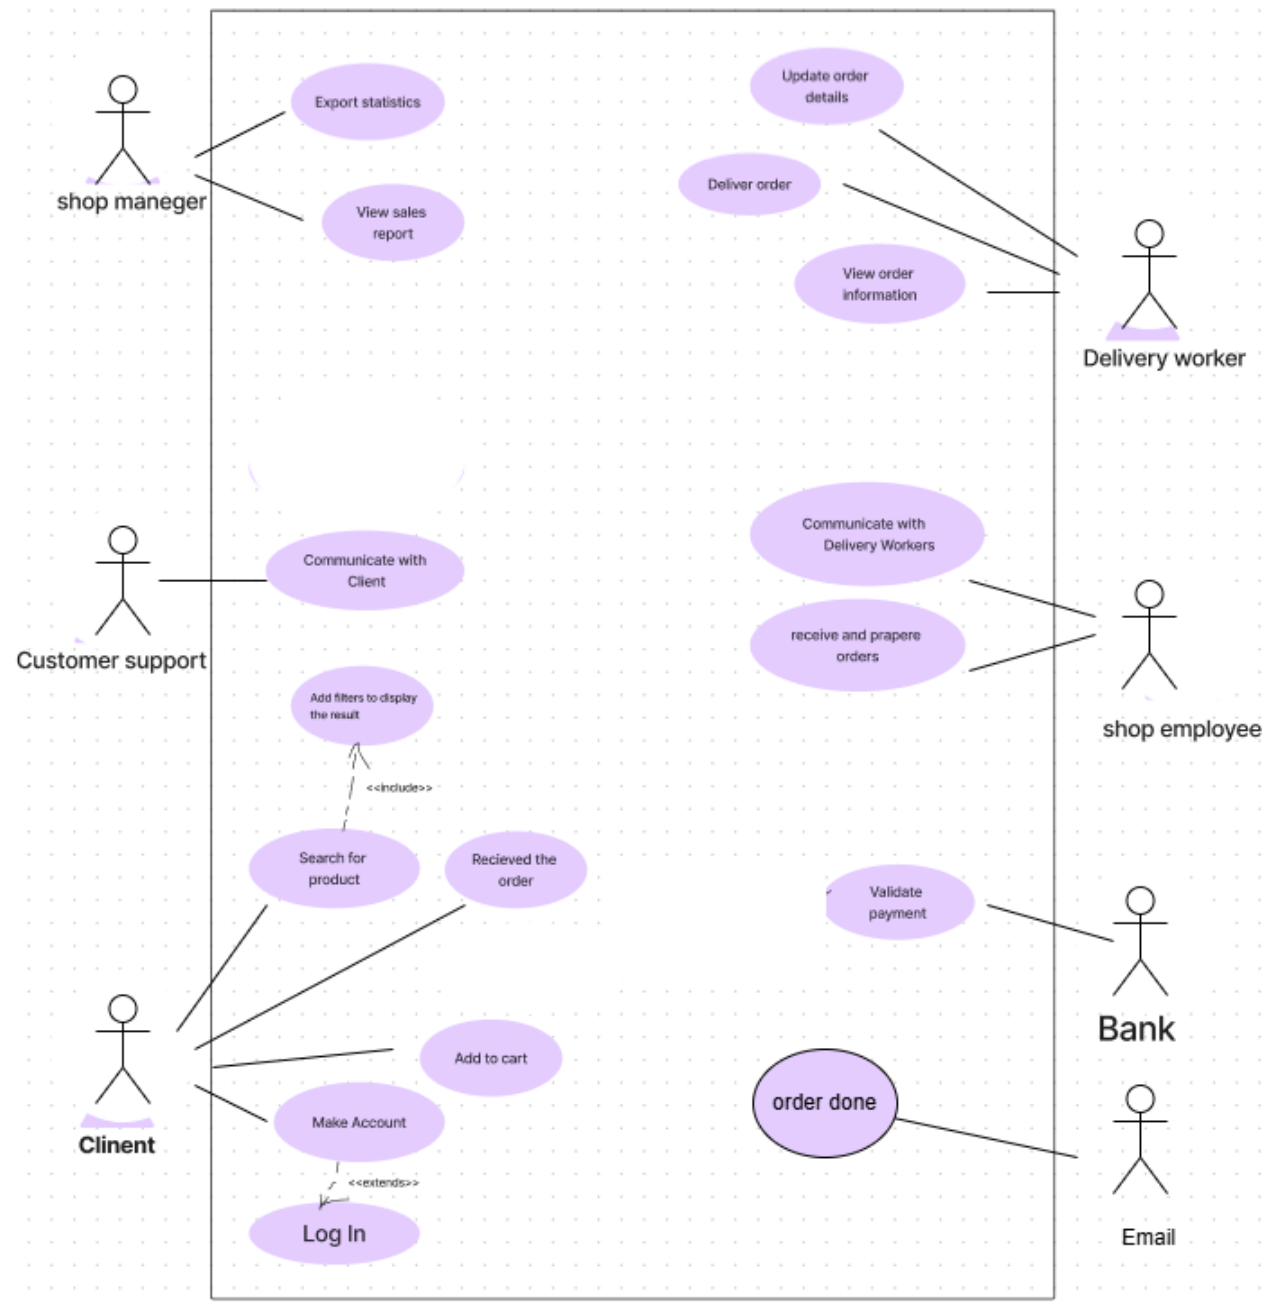 Export statistics
shop maneger
View sales
report
Update order
details
Deliver order
View order
information
Delivery worker
Communicate with
Client
Customer support
Communicate with
Delivery Workers
receive and prapere
orders
shop employee
Add filters to display
the result
<<include>>
Search for
product
Recieved the
order
Validate
payment
Bank
Add to cart
Make Account
Clinent
<<extends>>
Log In
order done
Email